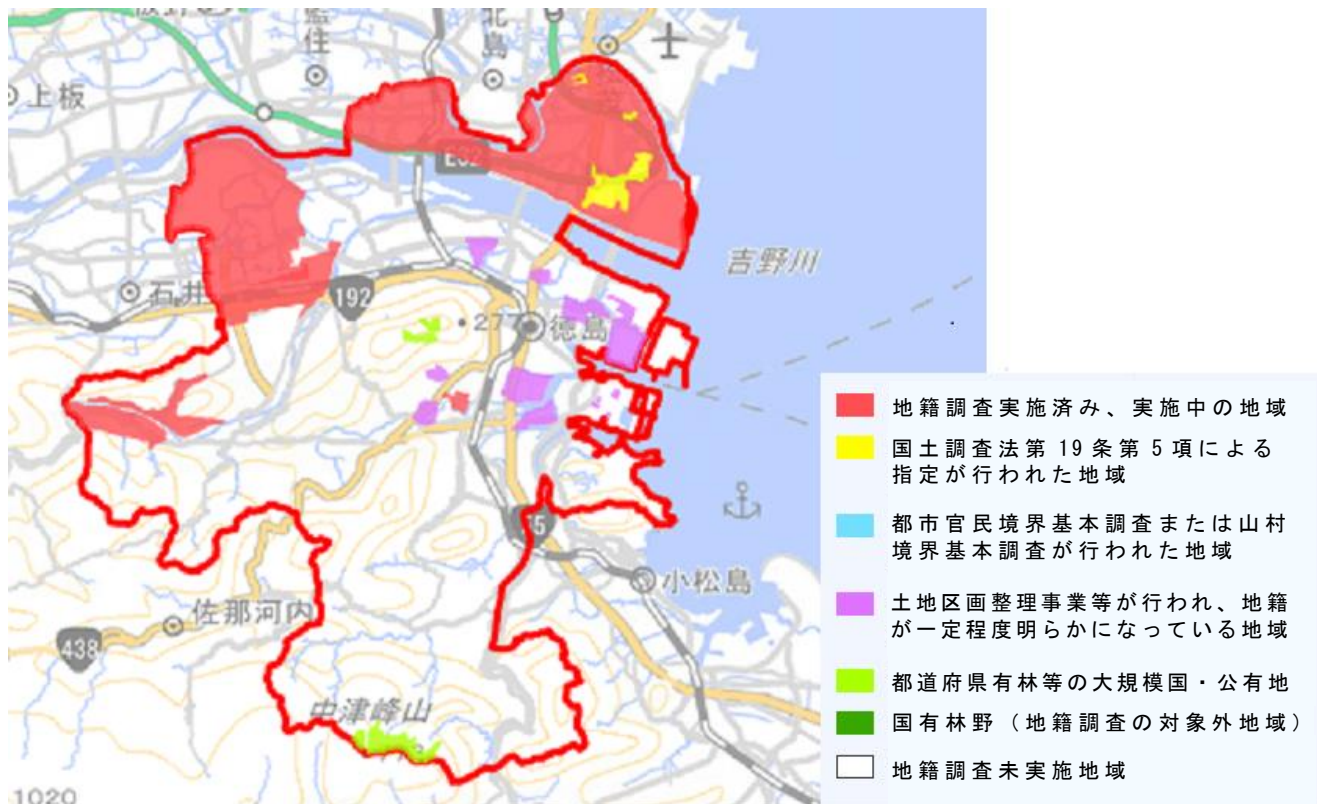 藍住
北島
上板
E32
吉野川
石井
192
277
徳島
55
小松島
佐那河内
438
中津峰山
1020
地籍調査実施済み、実施中の地域
国土調査法第 19 条第 5 項による
指定が行われた地域
都市官民境界基本調査または山村
境界基本調査が行われた地域
土地区画整理事業等が行われ、地籍
が一定程度明らかになっている地域
都道府県有林等の大規模国・公有地
国有林野（地籍調査の対象外地域）
地籍調査未実施地域